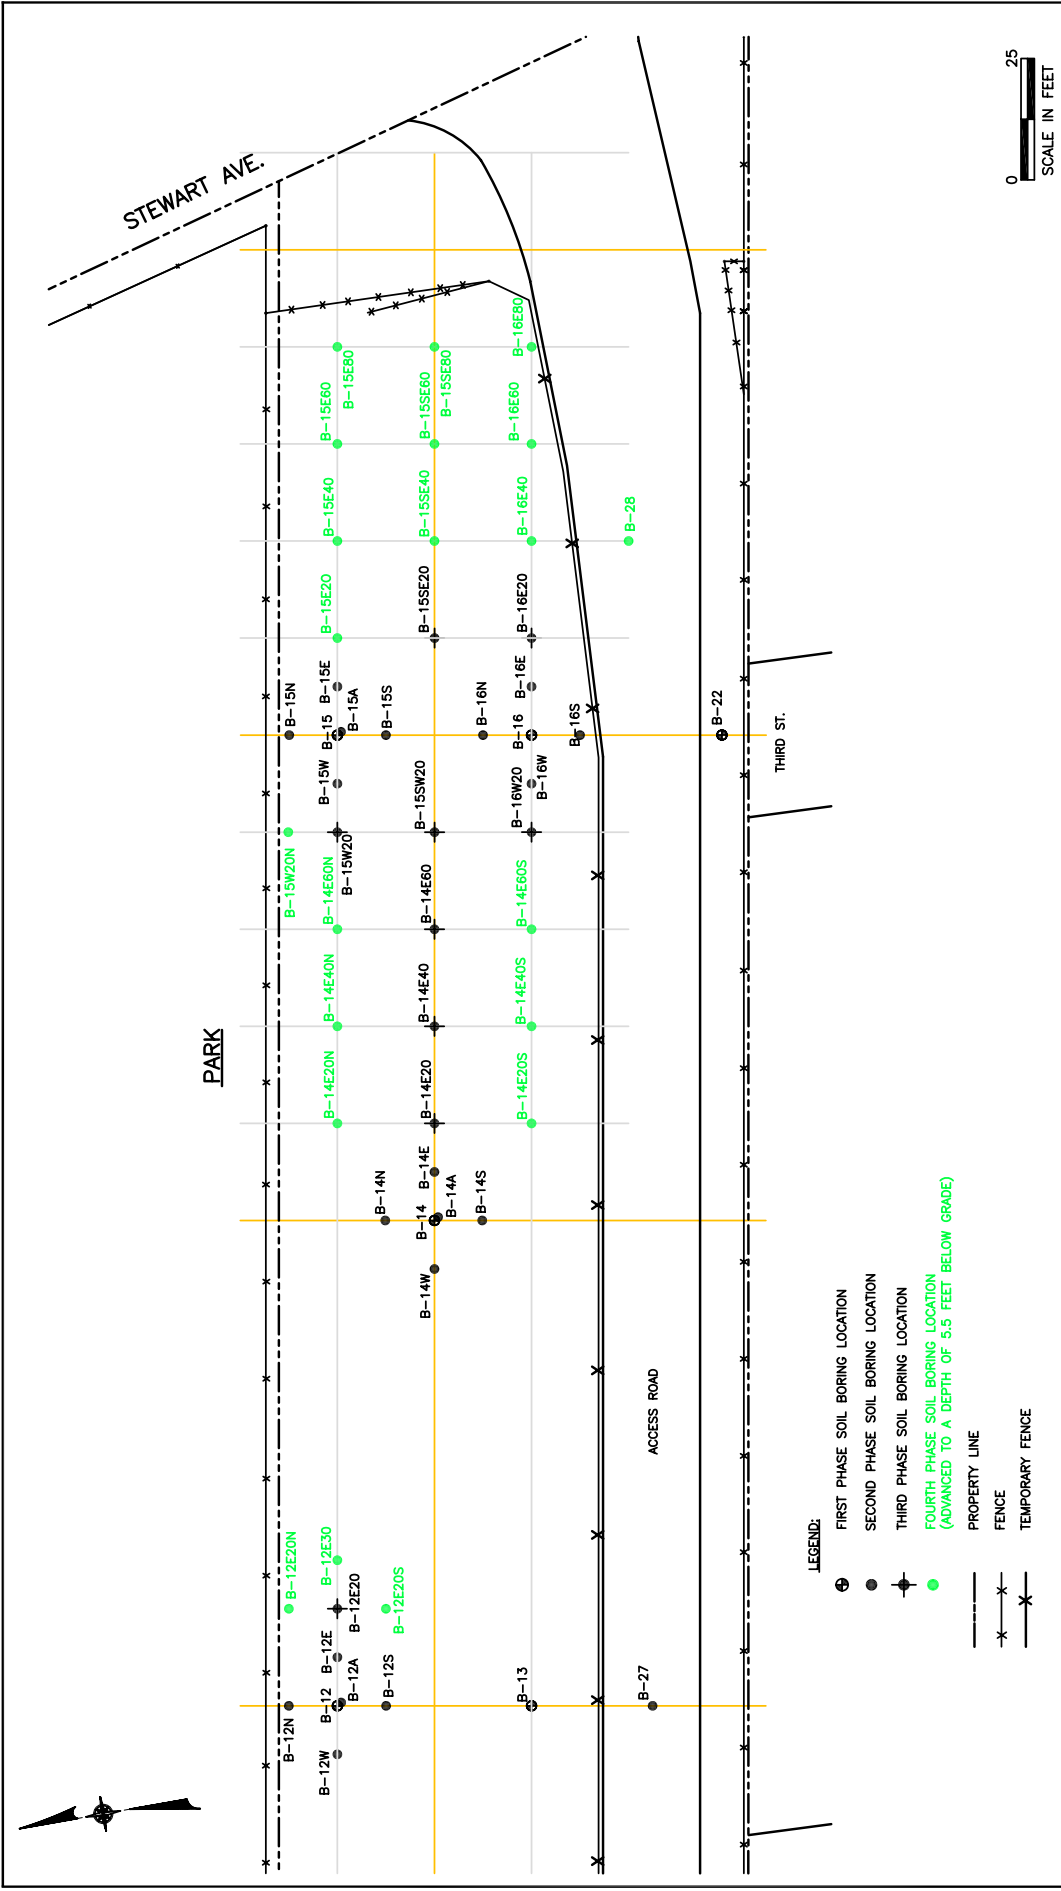 STEWART AVE.
PARK
B-15E80
B-15E60
B-15E40
B-15E20
B-15SE80
B-15SE60
B-15SE40
B-15SE20
B-16E80
B-16E60
B-16E40
B-16E20
B-28
B-15N
B-15E
B-15
B-15A
B-15S
B-15W
B-15W20
B-15W20N
B-15SW20
B-16N
B-16E
B-16
B-16S
B-16W
B-16W20
B-22
THIRD ST.
B-14E60N
B-14E40N
B-14E20N
B-14E60
B-14E40
B-14E20
B-14E60S
B-14E40S
B-14E20S
B-14N
B-14E
B-14
B-14A
B-14S
B-14W
ACCESS ROAD
B-12E20N
B-12E30
B-12E20
B-12E20S
B-12E
B-12N
B-12
B-12A
B-12S
B-12W
B-13
B-27
LEGEND:
FIRST PHASE SOIL BORING LOCATION
SECOND PHASE SOIL BORING LOCATION
THIRD PHASE SOIL BORING LOCATION
FOURTH PHASE SOIL BORING LOCATION
(ADVANCED TO A DEPTH OF 5.5 FEET BELOW GRADE)
PROPERTY LINE
FENCE
TEMPORARY FENCE
0 25
SCALE IN FEET